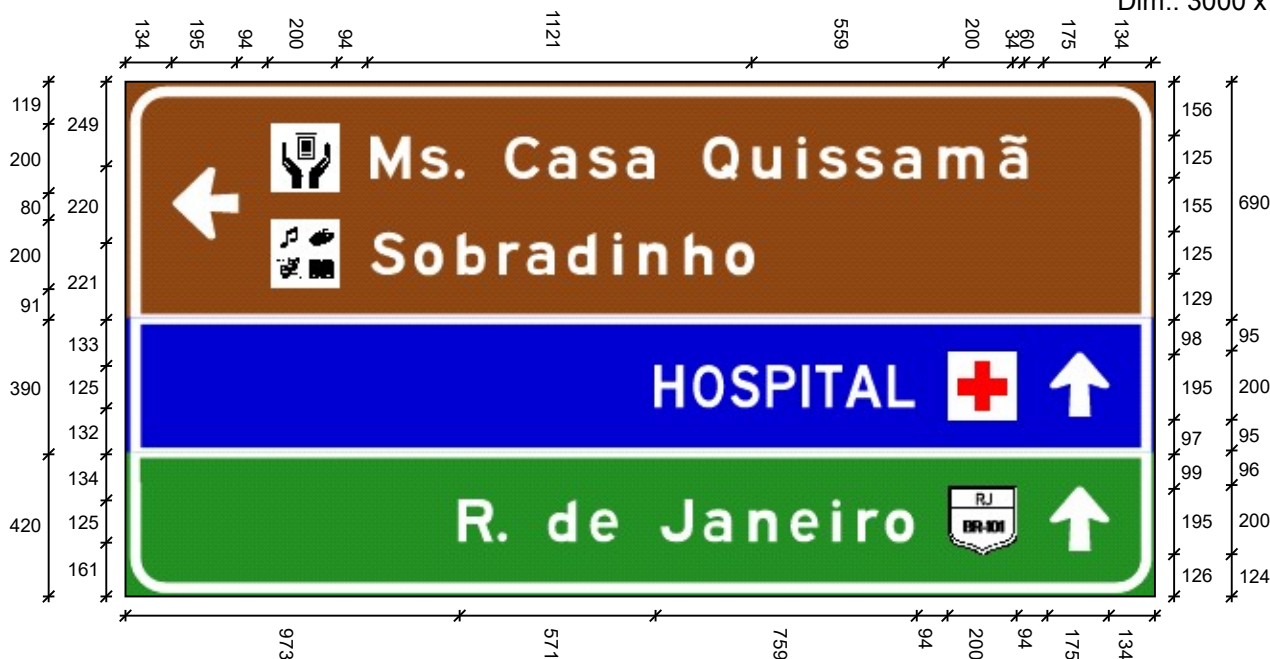 Dim.: 3000 x
134 195 94 200 94 1121 559 200 34 60 175 134
119 200 80 200 91 390 420
249 220 221 133 125 132 134 125 161
Ms. Casa Quissamã
Sobradinho
HOSPITAL
RJ
R. de Janeiro BR-101
156 125 155 125 129 98 195 97 99 195 126
690 95 200 95 96 200 124
973 571 759 94 200 94 175 134